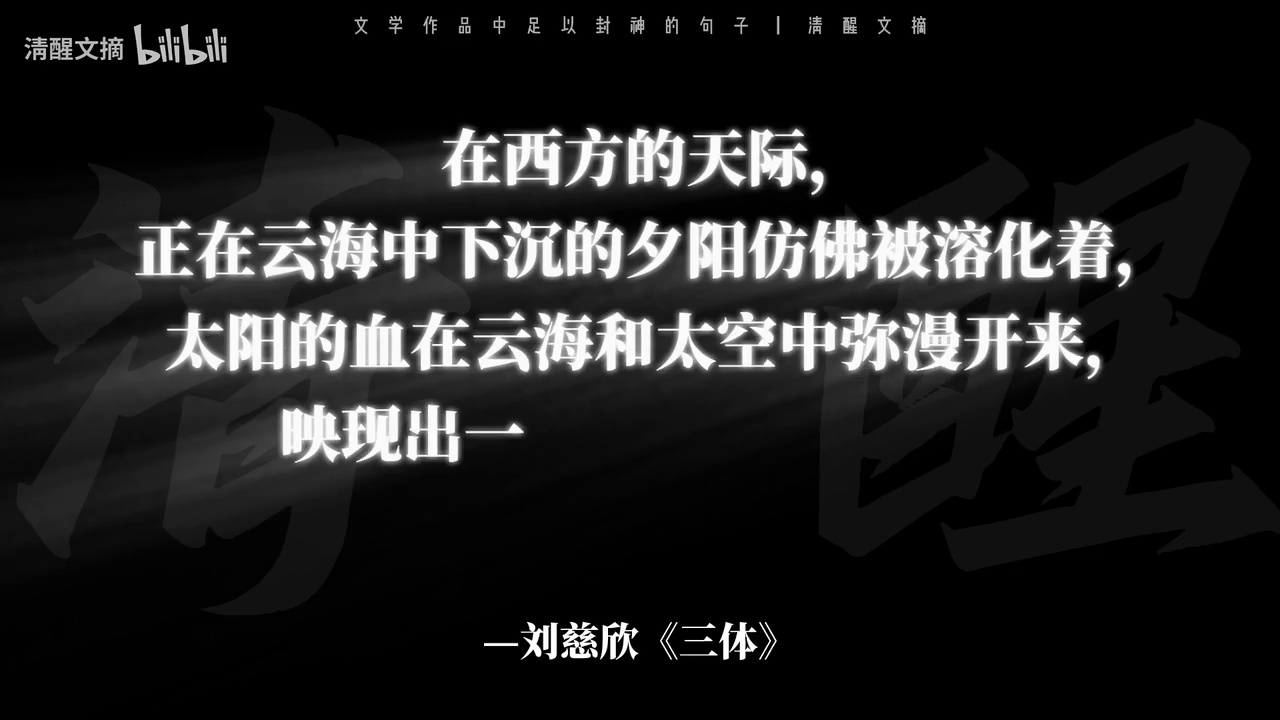 文学作品中足以封神的句子 | 清醒文摘
清醒文摘 bilibili
在西方的天际,
正在云海中下沉的夕阳仿佛被溶化着,
太阳的血在云海和太空中弥漫开来,
映现出一
—刘慈欣《三体》
清醒